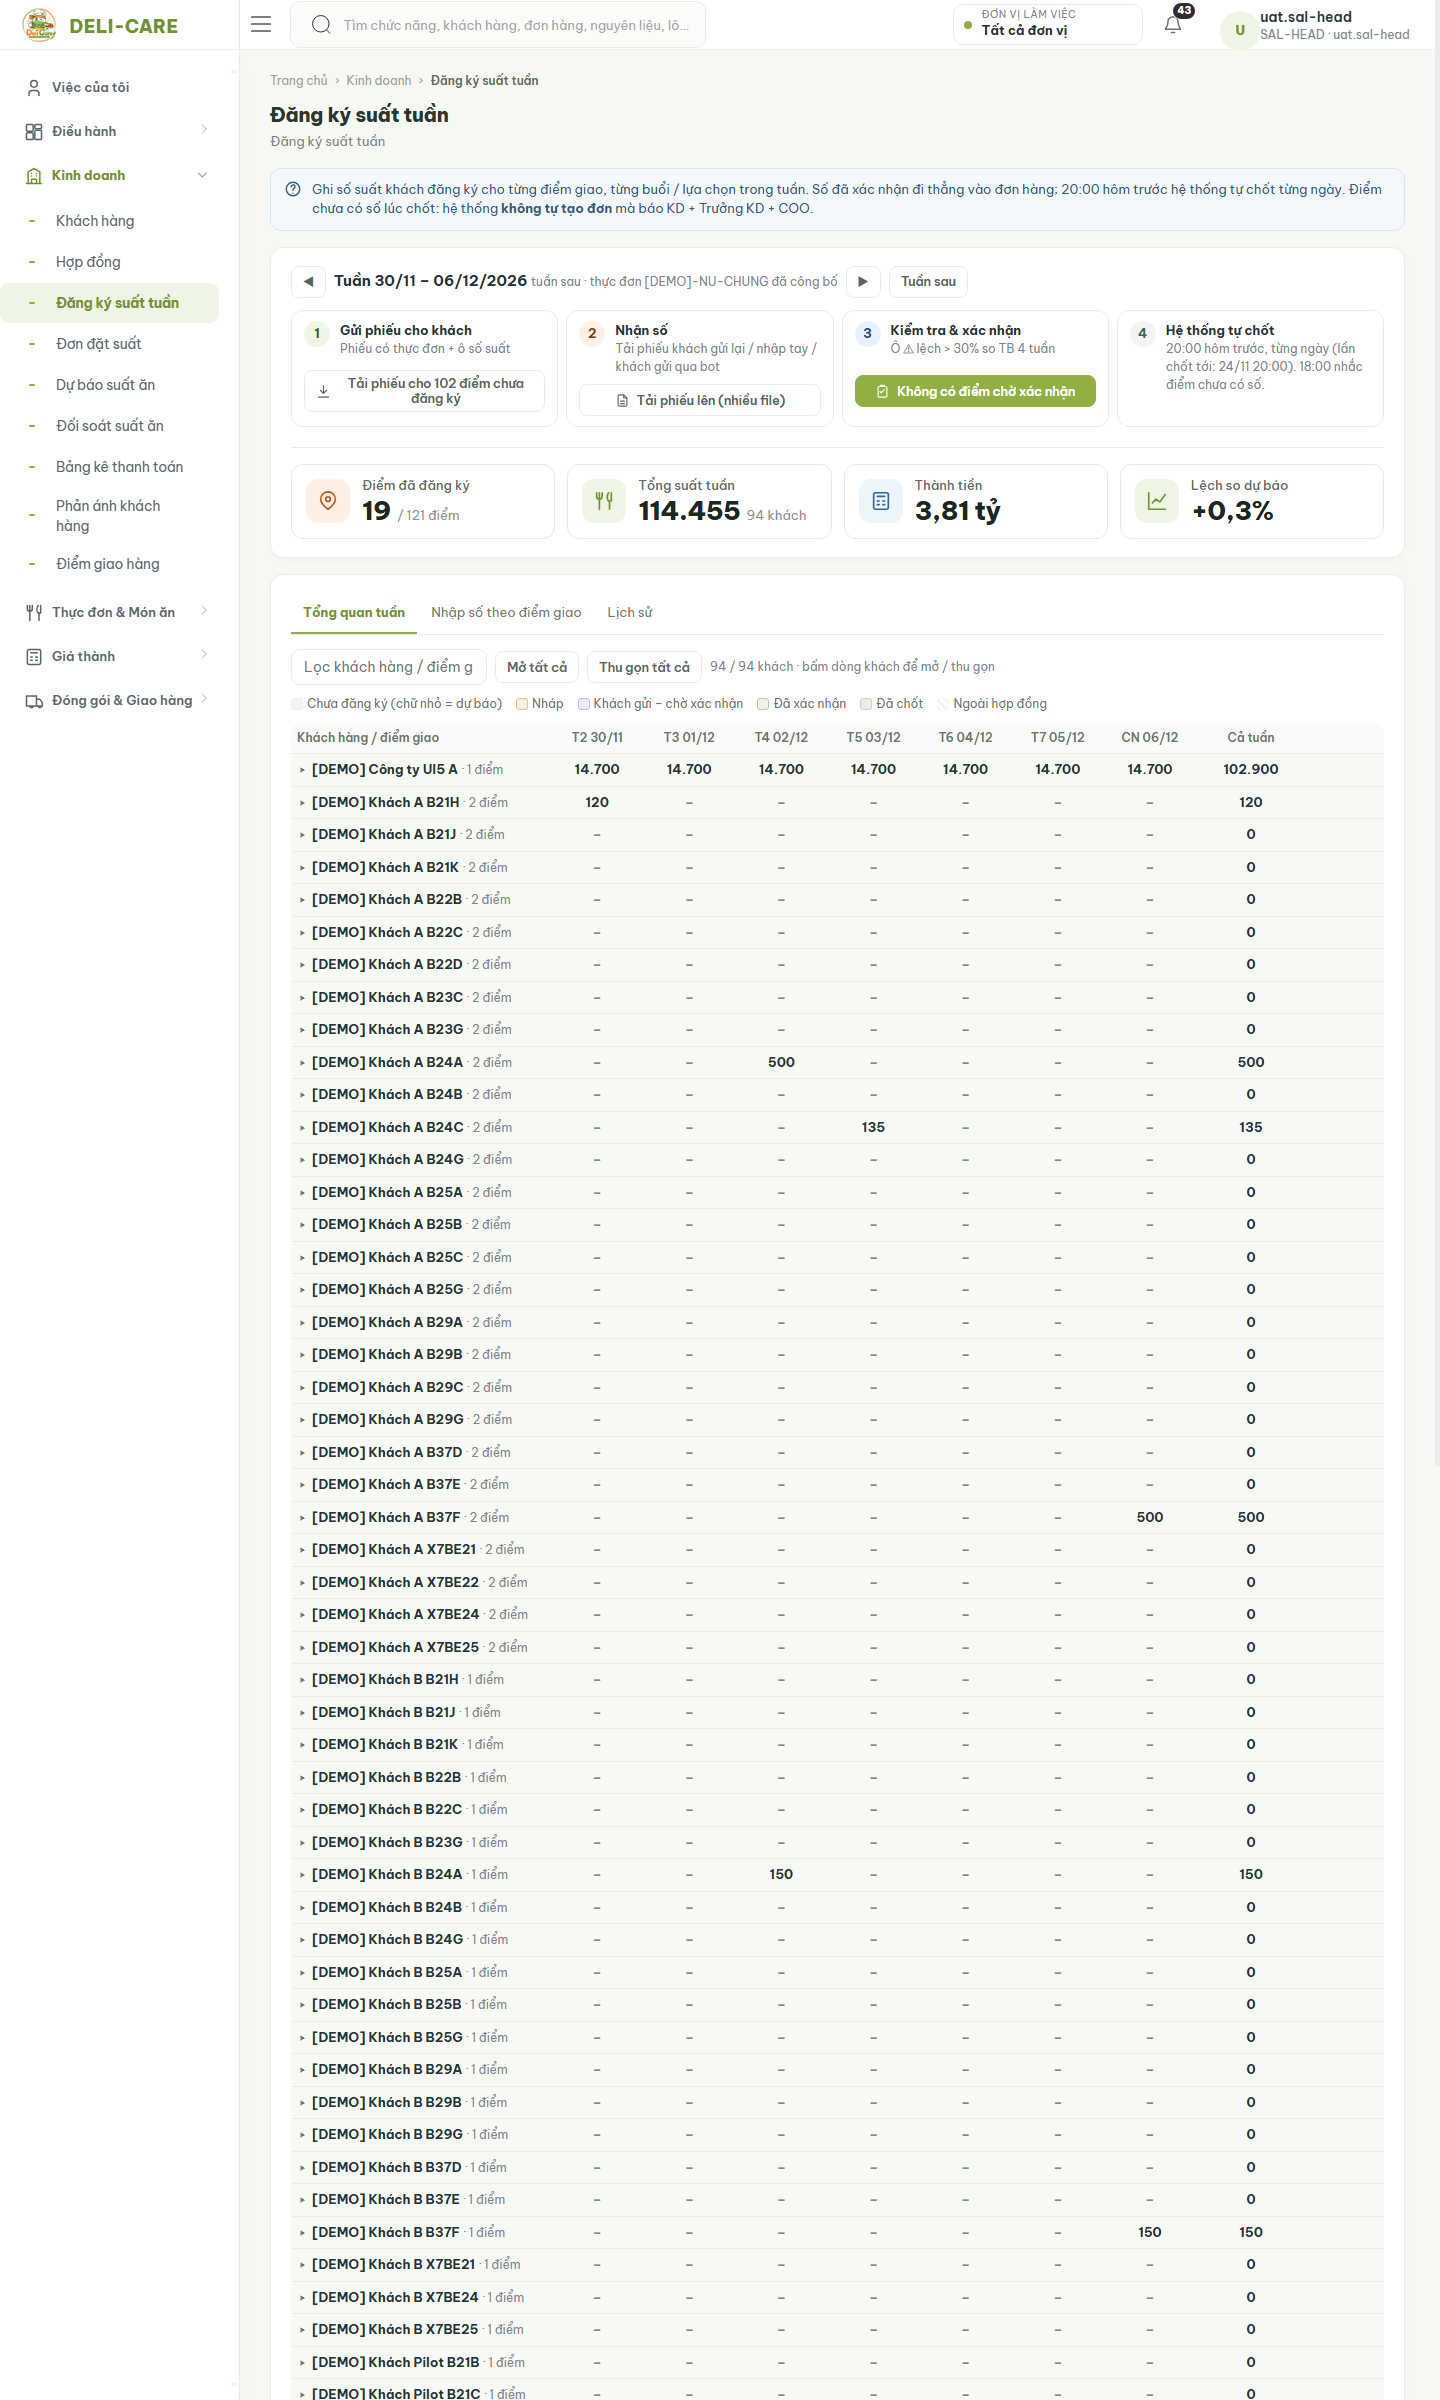 DELI-CARE
Tìm chức năng, khách hàng, đơn hàng, nguyên liệu, lô...
ĐƠN VỊ LÀM VIỆC
Tất cả đơn vị
43
U
uat.sal-head
SAL-HEAD · uat.sal-head
Việc của tôi
Điều hành
Kinh doanh
Khách hàng
Hợp đồng
Đăng ký suất tuần
Đơn đặt suất
Dự báo suất ăn
Đối soát suất ăn
Bảng kê thanh toán
Phản ánh khách
hàng
Điểm giao hàng
Thực đơn & Món ăn
Giá thành
Đóng gói & Giao hàng
Trang chủ › Kinh doanh › Đăng ký suất tuần
Đăng ký suất tuần
Đăng ký suất tuần
Ghi số suất khách đăng ký cho từng điểm giao, từng buổi / lựa chọn trong tuần. Số đã xác nhận đi thẳng vào đơn hàng; 20:00 hôm trước hệ thống tự chốt từng ngày. Điểm
chưa có số lúc chốt: hệ thống không tự tạo đơn mà báo KD + Trưởng KD + COO.
◀ Tuần 30/11 – 06/12/2026 tuần sau · thực đơn [DEMO]-NU-CHUNG đã công bố ▶ Tuần sau
1 Gửi phiếu cho khách
Phiếu có thực đơn + ô số suất
Tải phiếu cho 102 điểm chưa
đăng ký
2 Nhận số
Tải phiếu khách gửi lại / nhập tay /
khách gửi qua bot
Tải phiếu lên (nhiều file)
3 Kiểm tra & xác nhận
Ô ⚠ lệch > 30% so TB 4 tuần
Không có điểm chờ xác nhận
4 Hệ thống tự chốt
20:00 hôm trước, từng ngày (lần
chốt tới: 24/11 20:00). 18:00 nhắc
điểm chưa có số.
Điểm đã đăng ký
19 / 121 điểm
Tổng suất tuần
114.455 94 khách
Thành tiền
3,81 tỷ
Lệch so dự báo
+0,3%
Tổng quan tuần Nhập số theo điểm giao Lịch sử
Lọc khách hàng / điểm g Mở tất cả Thu gọn tất cả 94 / 94 khách · bấm dòng khách để mở / thu gọn
Chưa đăng ký (chữ nhỏ = dự báo) Nháp Khách gửi – chờ xác nhận Đã xác nhận Đã chốt Ngoài hợp đồng
Khách hàng / điểm giao T2 30/11 T3 01/12 T4 02/12 T5 03/12 T6 04/12 T7 05/12 CN 06/12 Cả tuần
▸ [DEMO] Công ty UI5 A · 1 điểm 14.700 14.700 14.700 14.700 14.700 14.700 14.700 102.900
▸ [DEMO] Khách A B21H · 2 điểm 120 – – – – – – 120
▸ [DEMO] Khách A B21J · 2 điểm – – – – – – – 0
▸ [DEMO] Khách A B21K · 2 điểm – – – – – – – 0
▸ [DEMO] Khách A B22B · 2 điểm – – – – – – – 0
▸ [DEMO] Khách A B22C · 2 điểm – – – – – – – 0
▸ [DEMO] Khách A B22D · 2 điểm – – – – – – – 0
▸ [DEMO] Khách A B23C · 2 điểm – – – – – – – 0
▸ [DEMO] Khách A B23G · 2 điểm – – – – – – – 0
▸ [DEMO] Khách A B24A · 2 điểm – – 500 – – – – 500
▸ [DEMO] Khách A B24B · 2 điểm – – – – – – – 0
▸ [DEMO] Khách A B24C · 2 điểm – – – 135 – – – 135
▸ [DEMO] Khách A B24G · 2 điểm – – – – – – – 0
▸ [DEMO] Khách A B25A · 2 điểm – – – – – – – 0
▸ [DEMO] Khách A B25B · 2 điểm – – – – – – – 0
▸ [DEMO] Khách A B25C · 2 điểm – – – – – – – 0
▸ [DEMO] Khách A B25G · 2 điểm – – – – – – – 0
▸ [DEMO] Khách A B29A · 2 điểm – – – – – – – 0
▸ [DEMO] Khách A B29B · 2 điểm – – – – – – – 0
▸ [DEMO] Khách A B29C · 2 điểm – – – – – – – 0
▸ [DEMO] Khách A B29G · 2 điểm – – – – – – – 0
▸ [DEMO] Khách A B37D · 2 điểm – – – – – – – 0
▸ [DEMO] Khách A B37E · 2 điểm – – – – – – – 0
▸ [DEMO] Khách A B37F · 2 điểm – – – – – – 500 500
▸ [DEMO] Khách A X7BE21 · 2 điểm – – – – – – – 0
▸ [DEMO] Khách A X7BE22 · 2 điểm – – – – – – – 0
▸ [DEMO] Khách A X7BE24 · 2 điểm – – – – – – – 0
▸ [DEMO] Khách A X7BE25 · 2 điểm – – – – – – – 0
▸ [DEMO] Khách B B21H · 1 điểm – – – – – – – 0
▸ [DEMO] Khách B B21J · 1 điểm – – – – – – – 0
▸ [DEMO] Khách B B21K · 1 điểm – – – – – – – 0
▸ [DEMO] Khách B B22B · 1 điểm – – – – – – – 0
▸ [DEMO] Khách B B22C · 1 điểm – – – – – – – 0
▸ [DEMO] Khách B B23G · 1 điểm – – – – – – – 0
▸ [DEMO] Khách B B24A · 1 điểm – – 150 – – – – 150
▸ [DEMO] Khách B B24B · 1 điểm – – – – – – – 0
▸ [DEMO] Khách B B24G · 1 điểm – – – – – – – 0
▸ [DEMO] Khách B B25A · 1 điểm – – – – – – – 0
▸ [DEMO] Khách B B25B · 1 điểm – – – – – – – 0
▸ [DEMO] Khách B B25G · 1 điểm – – – – – – – 0
▸ [DEMO] Khách B B29A · 1 điểm – – – – – – – 0
▸ [DEMO] Khách B B29B · 1 điểm – – – – – – – 0
▸ [DEMO] Khách B B29G · 1 điểm – – – – – – – 0
▸ [DEMO] Khách B B37D · 1 điểm – – – – – – – 0
▸ [DEMO] Khách B B37E · 1 điểm – – – – – – – 0
▸ [DEMO] Khách B B37F · 1 điểm – – – – – – 150 150
▸ [DEMO] Khách B X7BE21 · 1 điểm – – – – – – – 0
▸ [DEMO] Khách B X7BE24 · 1 điểm – – – – – – – 0
▸ [DEMO] Khách B X7BE25 · 1 điểm – – – – – – – 0
▸ [DEMO] Khách Pilot B21B · 1 điểm – – – – – – – 0
▸ [DEMO] Khách Pilot B21C · 1 điểm – – – – – – – 0